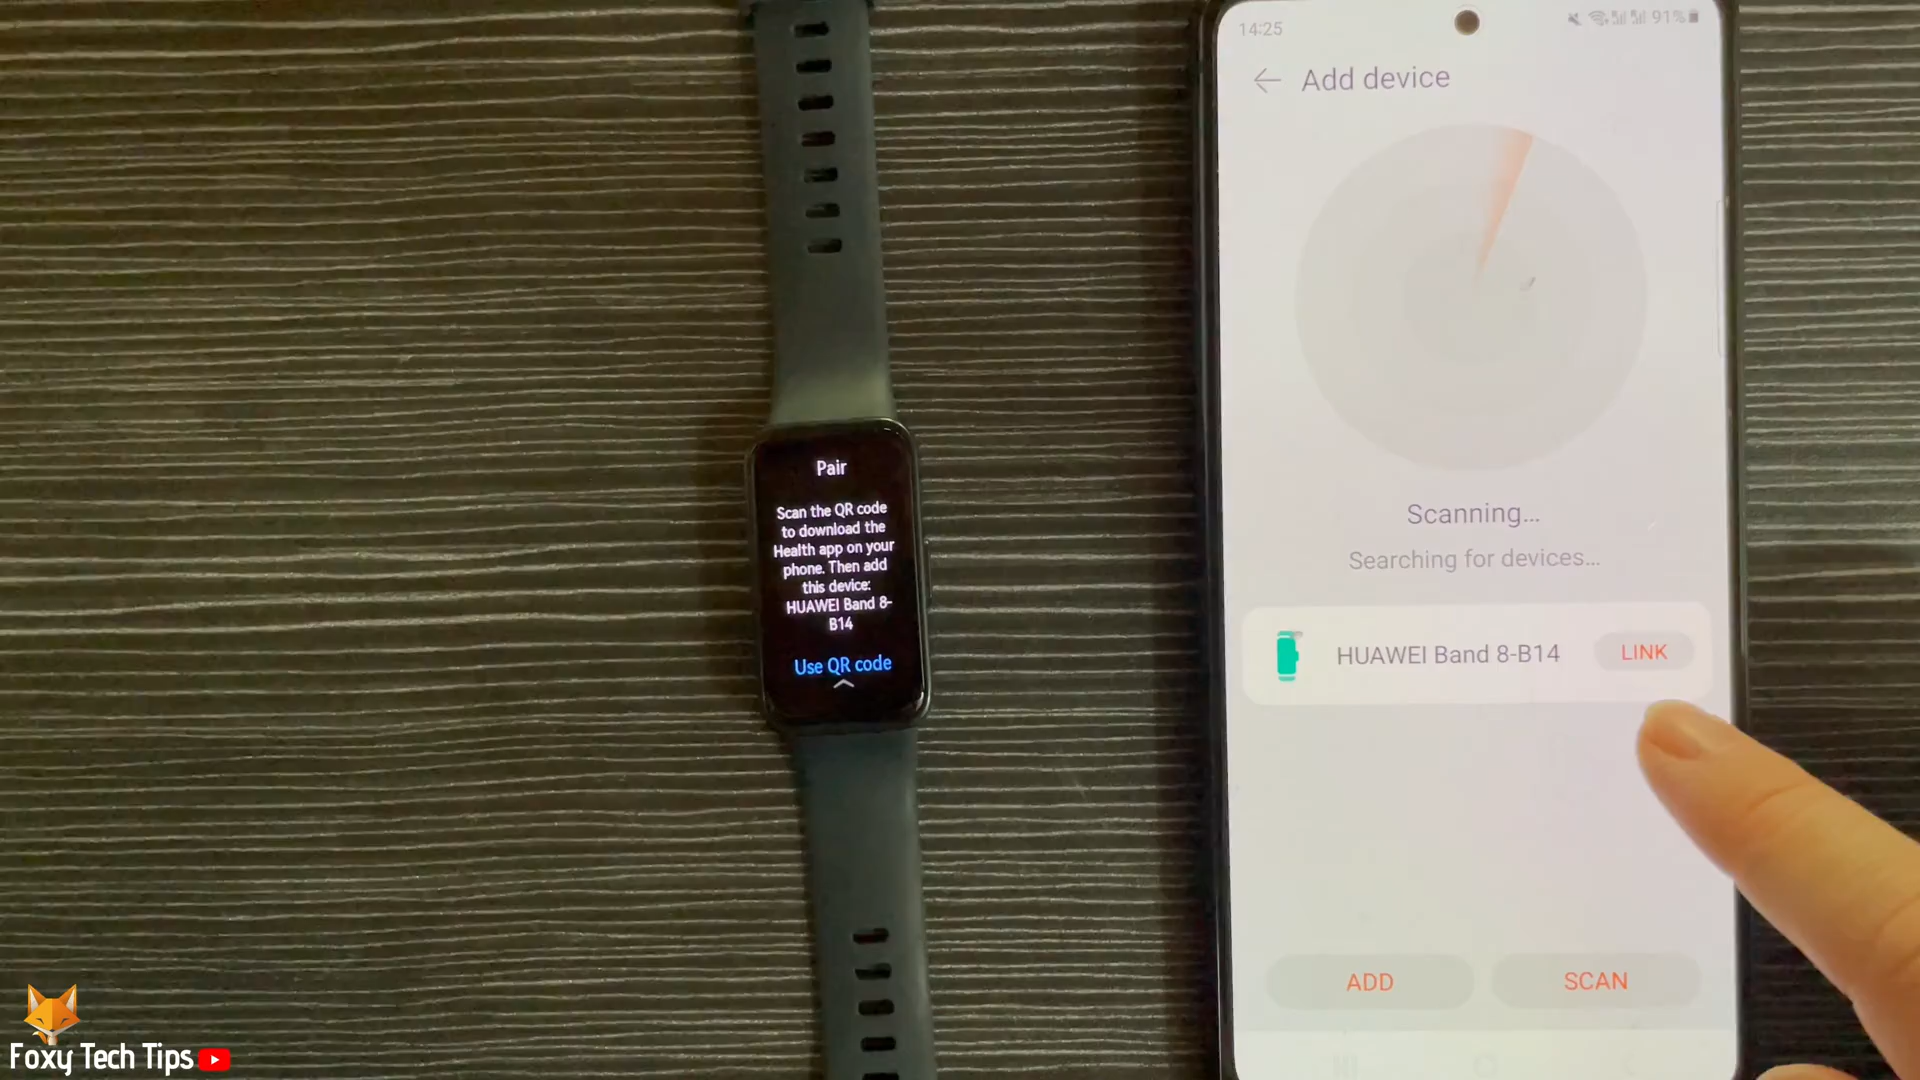 Pair
Scan the QR code
to download the
Health app on your
phone. Then add
this device:
HUAWEI Band 8-
B14
Use QR code
14:25
91%
Add device
Scanning...
Searching for devices...
HUAWEI Band 8-B14
LINK
ADD
SCAN
Foxy Tech Tips